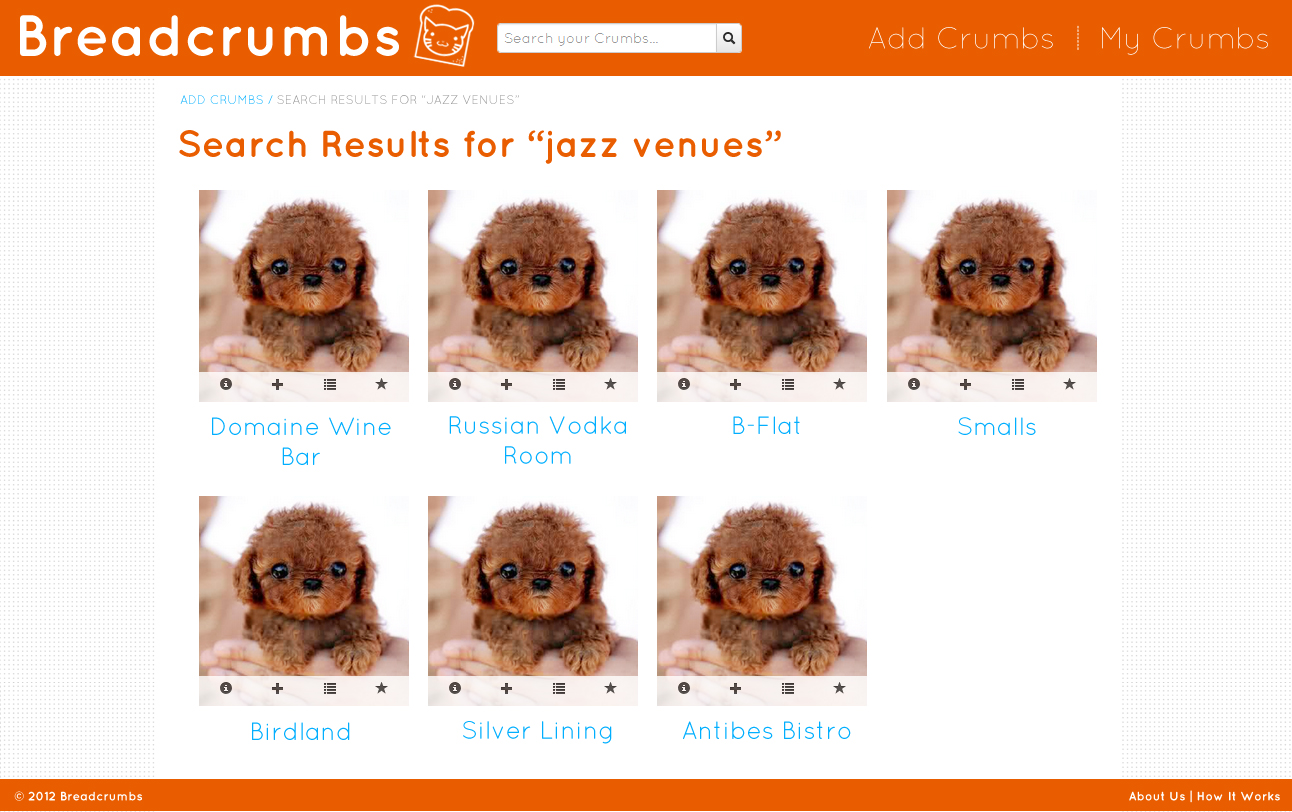 Breadcrumbs
Search your Crumbs...
Add Crumbs
My Crumbs
ADD CRUMBS / SEARCH RESULTS FOR “JAZZ VENUES”
Search Results for “jazz venues”
Domaine Wine
Bar
Russian Vodka
Room
B-Flat
Smalls
Birdland
Silver Lining
Antibes Bistro
© 2012 Breadcrumbs
About Us | How It Works